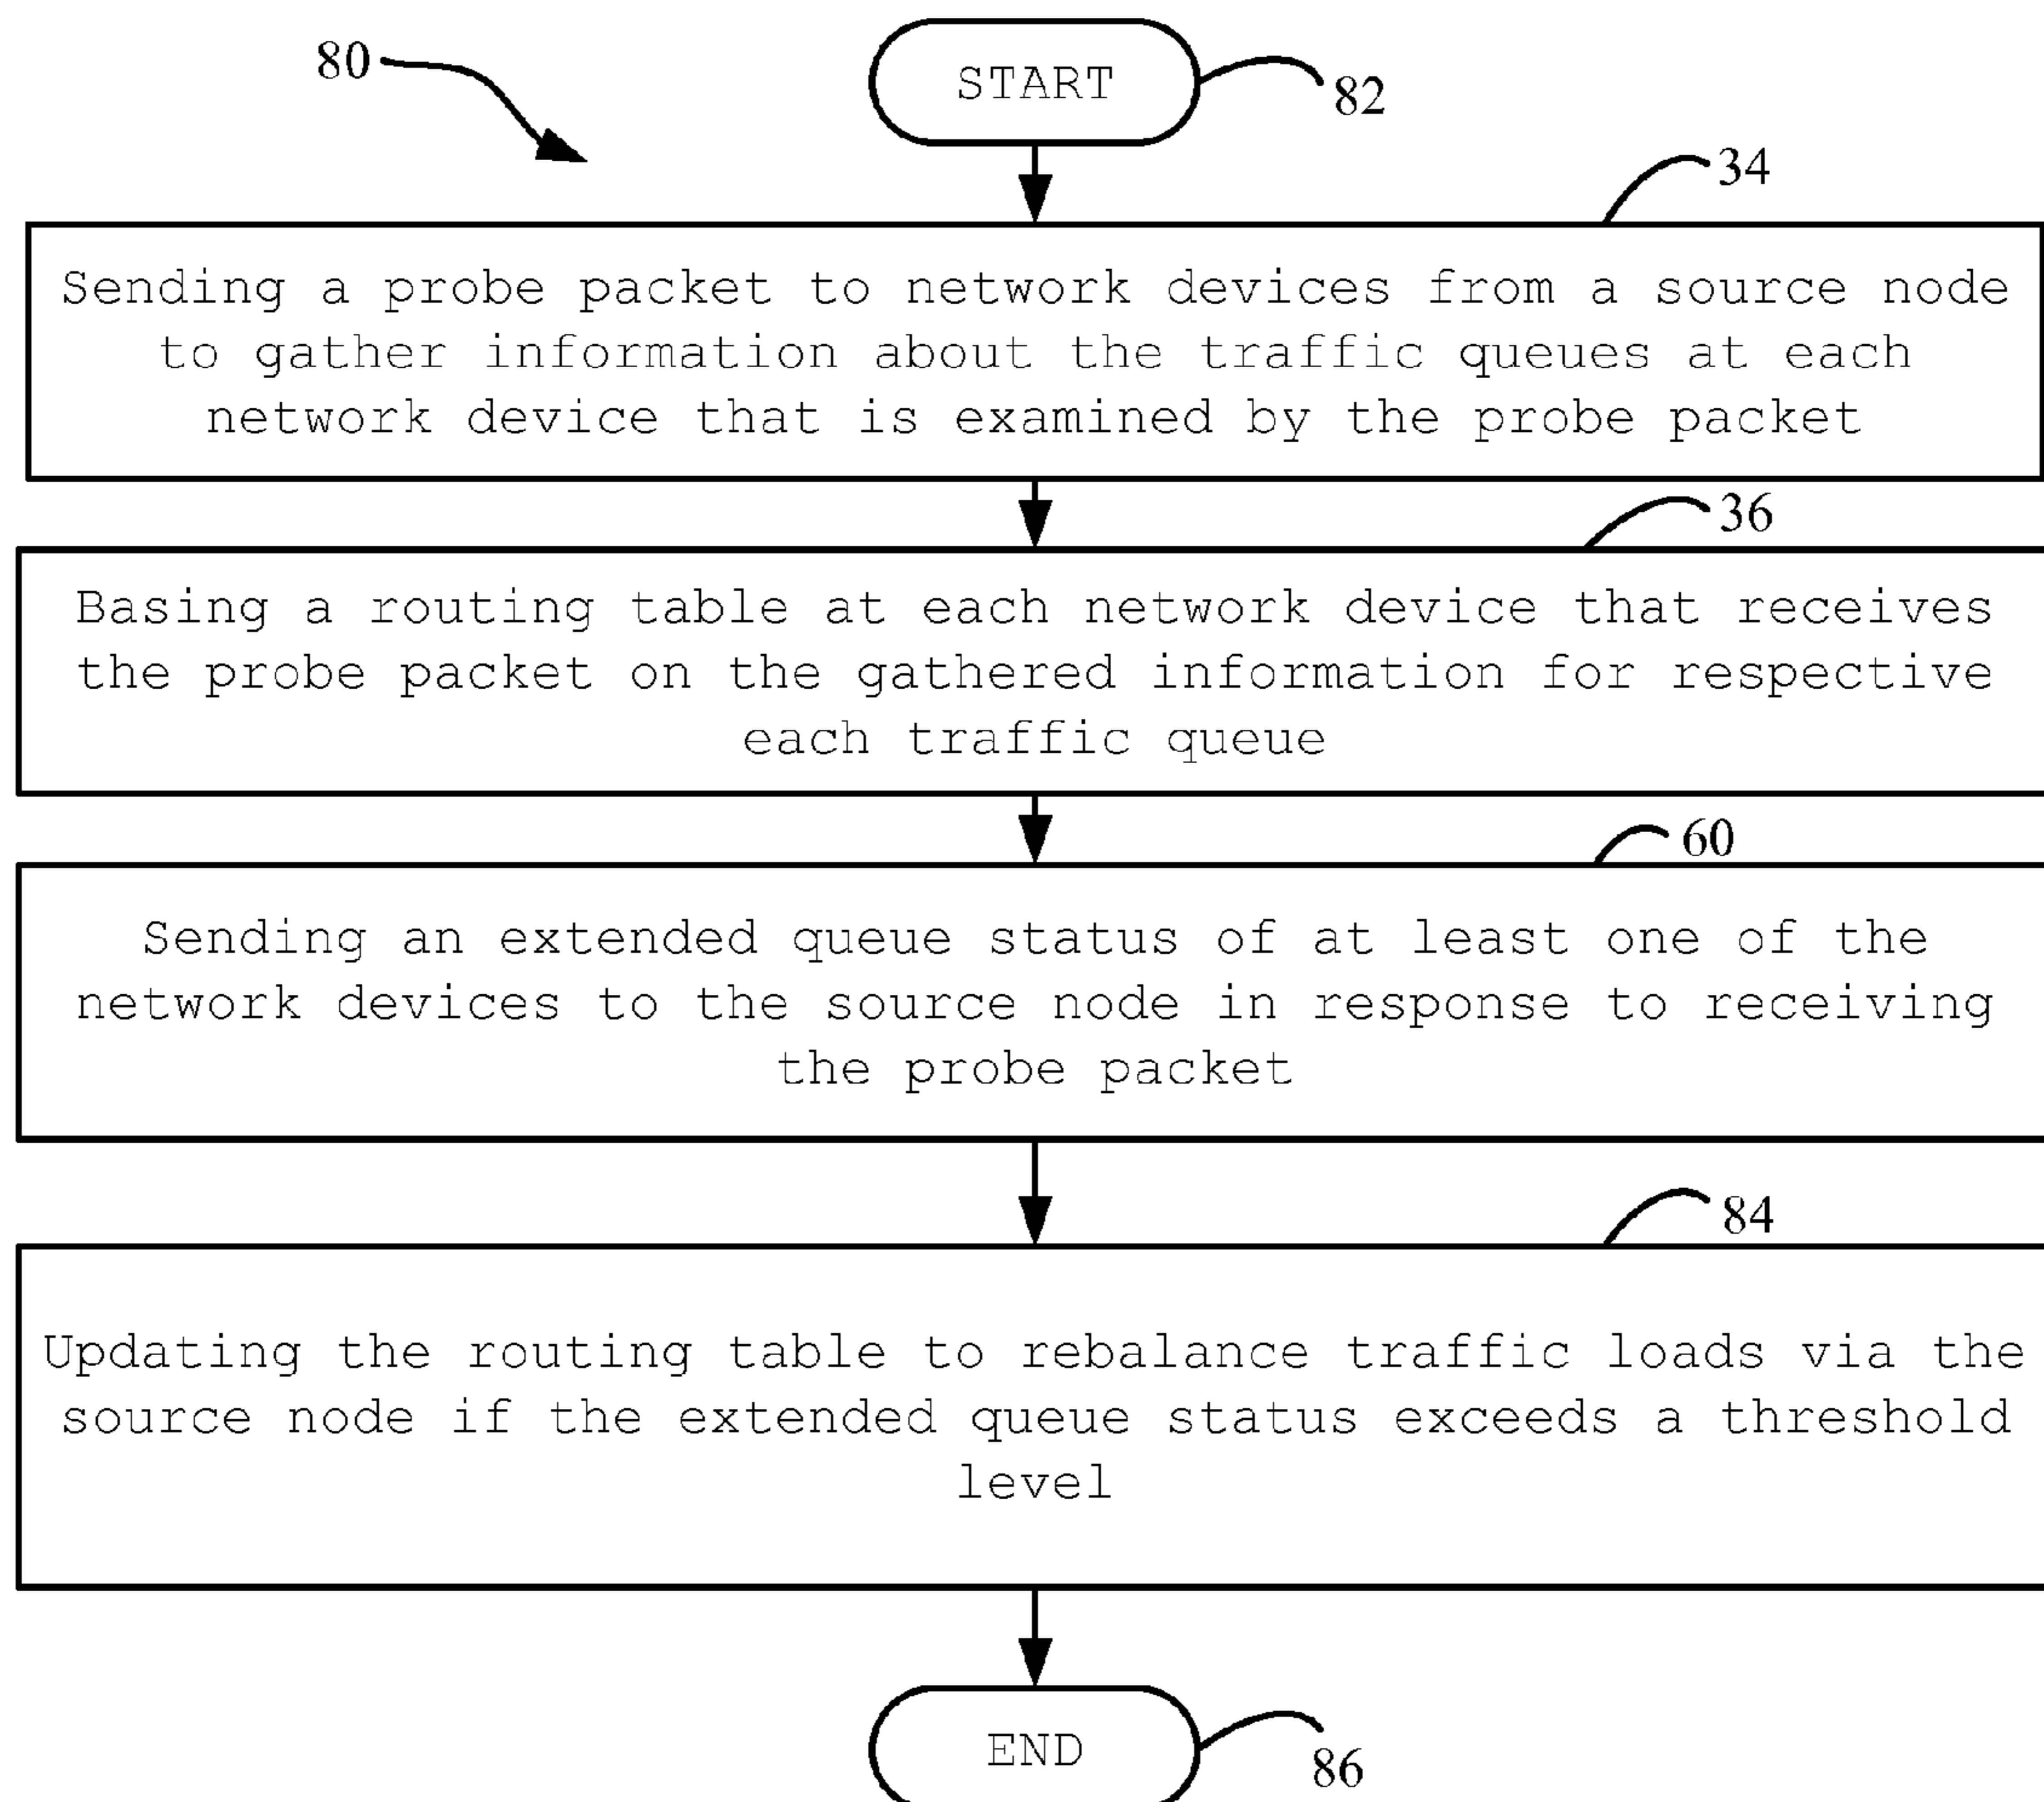 80
START
82
34
Sending a probe packet to network devices from a source node
to gather information about the traffic queues at each
network device that is examined by the probe packet
36
Basing a routing table at each network device that receives
the probe packet on the gathered information for respective
each traffic queue
60
Sending an extended queue status of at least one of the
network devices to the source node in response to receiving
the probe packet
84
Updating the routing table to rebalance traffic loads via the
source node if the extended queue status exceeds a threshold
level
END
86